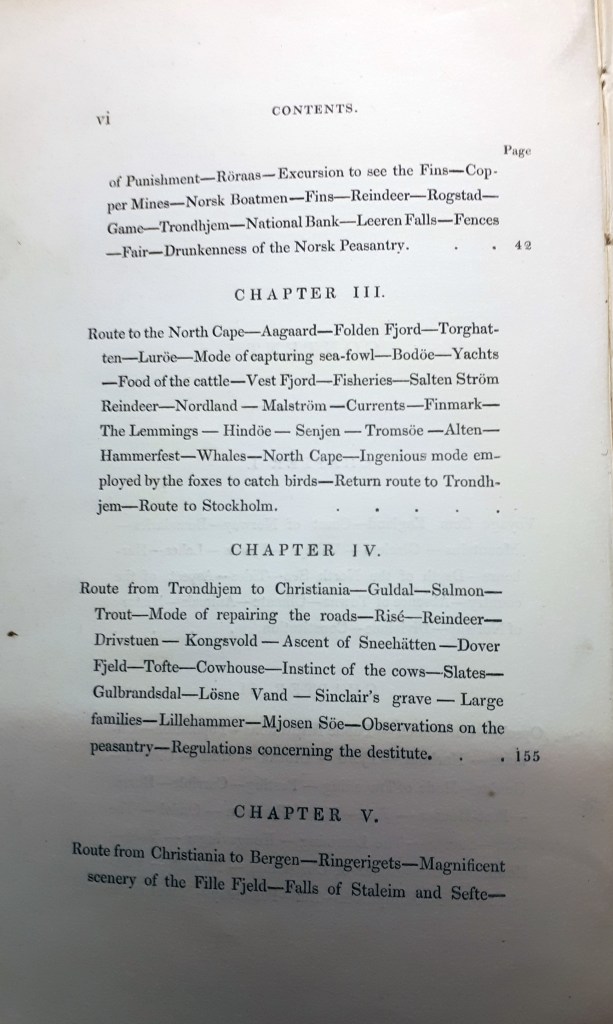 vi
CONTENTS.
Page
of Punishment—Röraas—Excursion to see the Fins—Cop-
per Mines—Norsk Boatmen—Fins—Reindeer—Rogstad—
Game—Trondhjem—National Bank—Leeren Falls—Fences
—Fair—Drunkenness of the Norsk Peasantry. . . 42
CHAPTER III.
Route to the North Cape—Aagaard—Folden Fjord—Torghat-
ten—Luröe—Mode of capturing sea-fowl—Bodöe—Yachts
—Food of the cattle—Vest Fjord—Fisheries—Salten Ström
Reindeer—Nordland — Malström —Currents—Finmark—
The Lemmings — Hindöe — Senjen — Tromsöe —Alten—
Hammerfest—Whales—North Cape—Ingenious mode em-
ployed by the foxes to catch birds—Return route to Trondh-
jem—Route to Stockholm. . . . . .
CHAPTER IV.
Route from Trondhjem to Christiania—Guldal—Salmon—
Trout—Mode of repairing the roads—Risé—Reindeer—
Drivstuen — Kongsvold — Ascent of Sneehätten —Dover
Fjeld—Tofte—Cowhouse—Instinct of the cows—Slates—
Gulbrandsdal—Lösne Vand — Sinclair's grave — Large
families—Lillehammer—Mjosen Söe—Observations on the
peasantry—Regulations concerning the destitute. . . 155
CHAPTER V.
Route from Christiania to Bergen—Ringerigets—Magnificent
scenery of the Fille Fjeld—Falls of Staleim and Sefte—